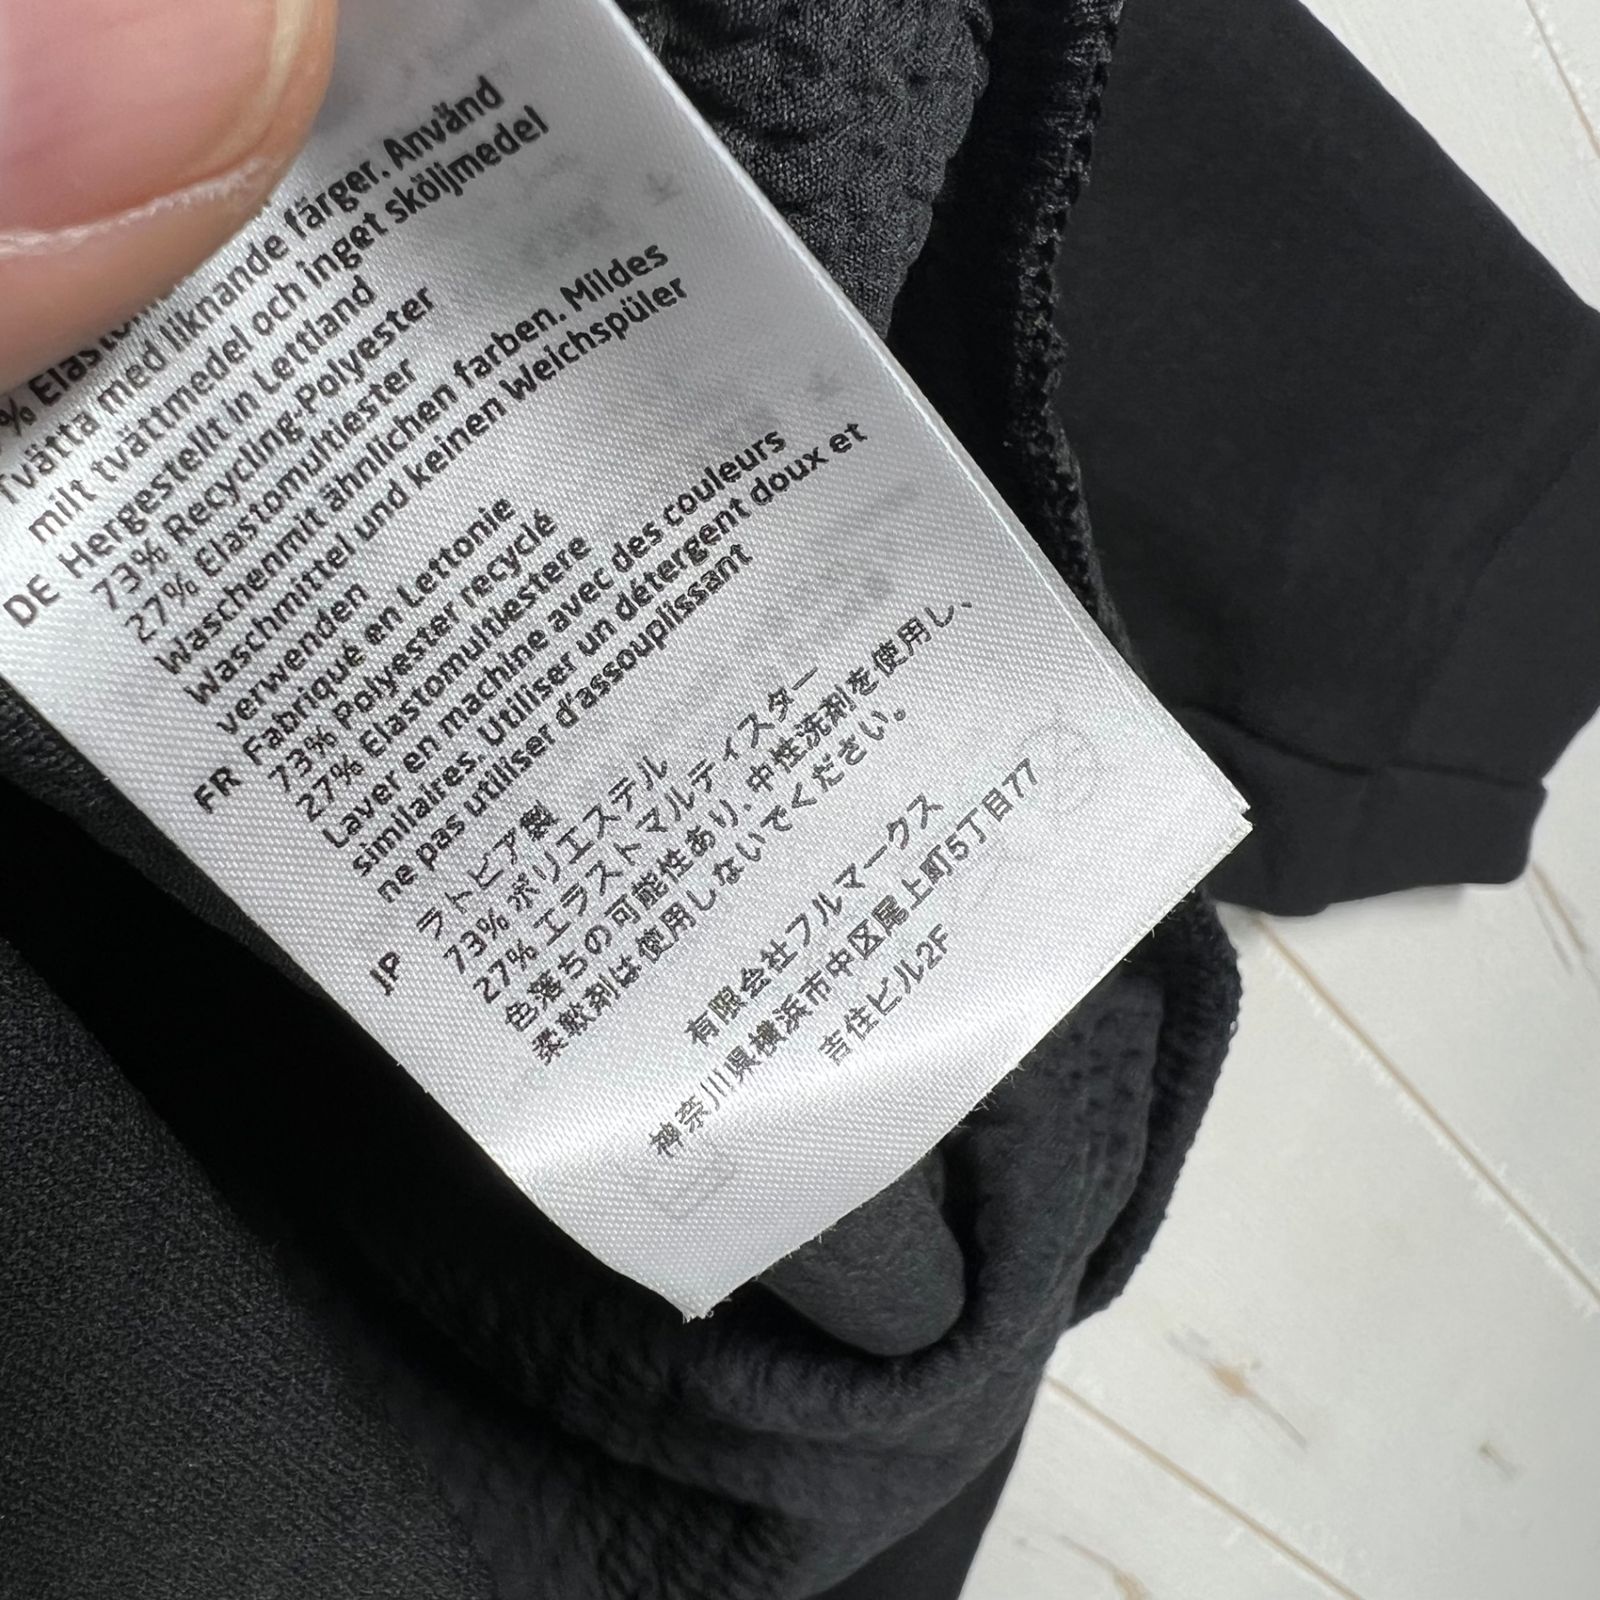 % Elasto
Tvätta med liknande färger. Använd
milt tvättmedel och inget sköljmedel
DE Hergestellt in Lettland
73% Recycling-Polyester
27% Elastomultiester
Waschenmit ähnlichen farben. Mildes
Waschmittel und keinen Weichspüler
verwenden
FR Fabriqué en Lettonie
73% Polyester recyclé
27% Elastomultiestere
Laver en machine avec des couleurs
similaires. Utiliser un détergent doux et
ne pas utiliser d'assouplissant
JP ラトビア製
73% ポリエステル
27% エラストマルティスター
色落ちの可能性あり、中性洗剤を使用し、
柔軟剤は使用しないでください。
有限会社フルマークス
神奈川県横浜市中区尾上町5丁目77
吉住ビル2F